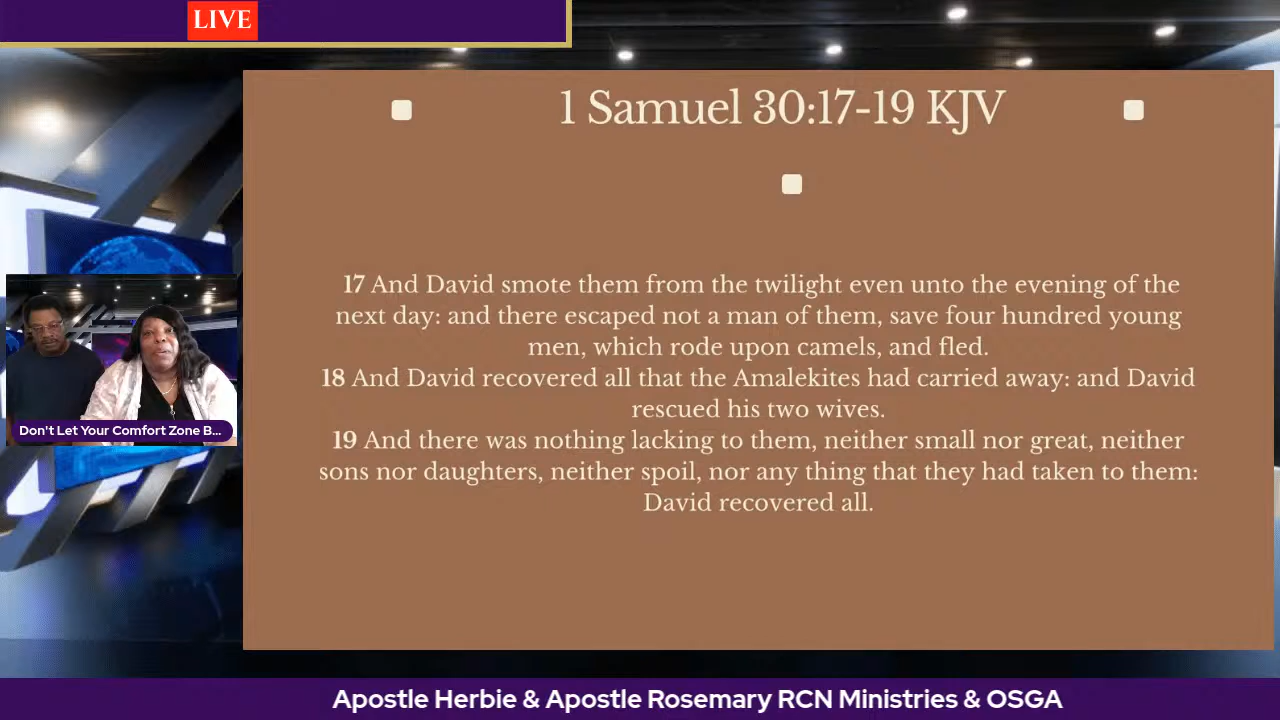 LIVE
1 Samuel 30:17-19 KJV
17 And David smote them from the twilight even unto the evening of the
next day: and there escaped not a man of them, save four hundred young
men, which rode upon camels, and fled.
18 And David recovered all that the Amalekites had carried away: and David
rescued his two wives.
19 And there was nothing lacking to them, neither small nor great, neither
sons nor daughters, neither spoil, nor any thing that they had taken to them:
David recovered all.
Don't Let Your Comfort Zone B...
Apostle Herbie & Apostle Rosemary RCN Ministries & OSGA